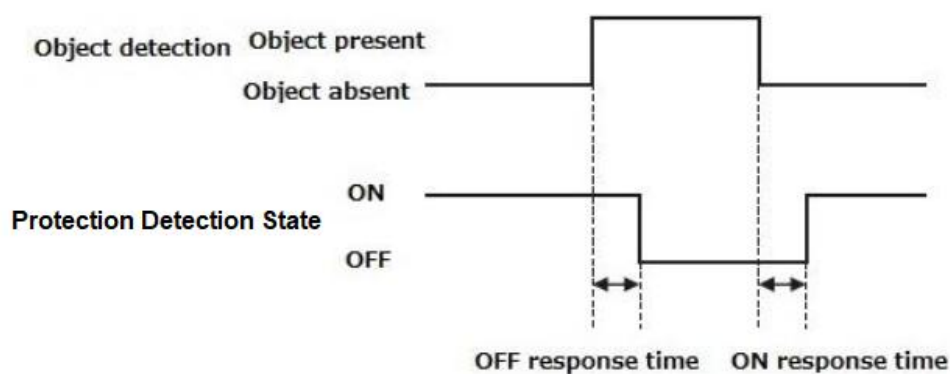 Object detection
Object present
Object absent
Protection Detection State
ON
OFF
OFF response time
ON response time